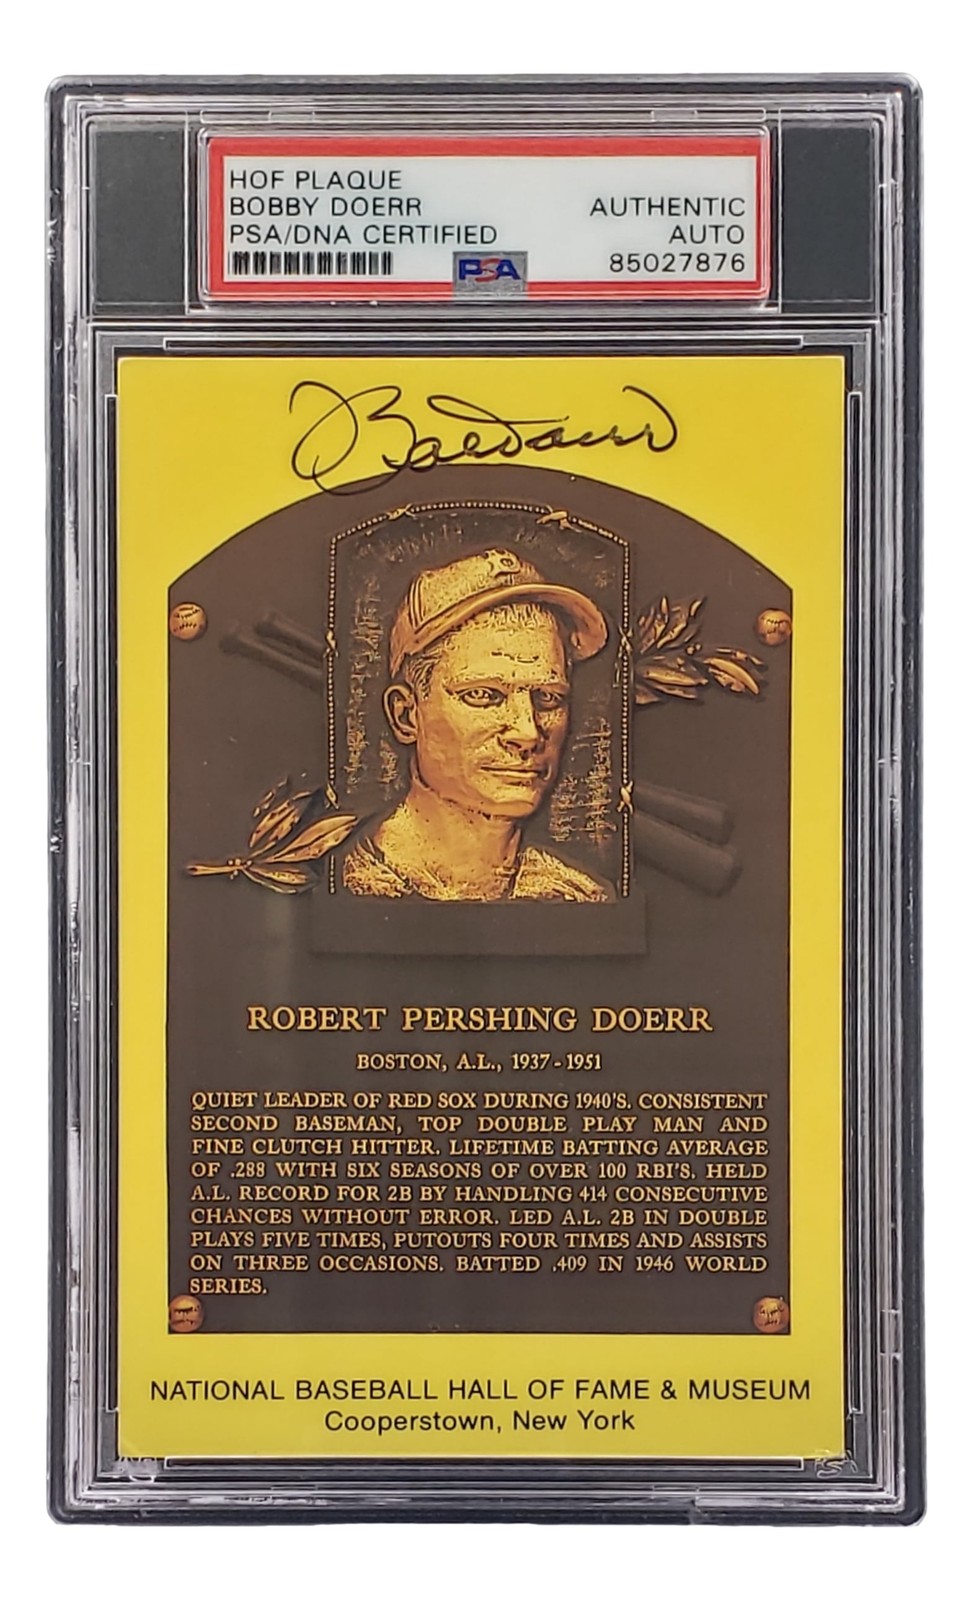 HOF PLAQUE
BOBBY DOERR
PSA/DNA CERTIFIED
AUTHENTIC
AUTO
85027876
PSA
Bob Doerr
B
ROBERT PERSHING DOERR
BOSTON, A.L., 1937-1951
QUIET LEADER OF RED SOX DURING 1940'S. CONSISTENT
SECOND BASEMAN, TOP DOUBLE PLAY MAN AND
FINE CLUTCH HITTER. LIFETIME BATTING AVERAGE
OF .288 WITH SIX SEASONS OF OVER 100 RBI'S. HELD
A.L. RECORD FOR 2B BY HANDLING 414 CONSECUTIVE
CHANCES WITHOUT ERROR. LED A.L. 2B IN DOUBLE
PLAYS FIVE TIMES, PUTOUTS FOUR TIMES AND ASSISTS
ON THREE OCCASIONS. BATTED .409 IN 1946 WORLD
SERIES.
NATIONAL BASEBALL HALL OF FAME & MUSEUM
Cooperstown, New York
PSA